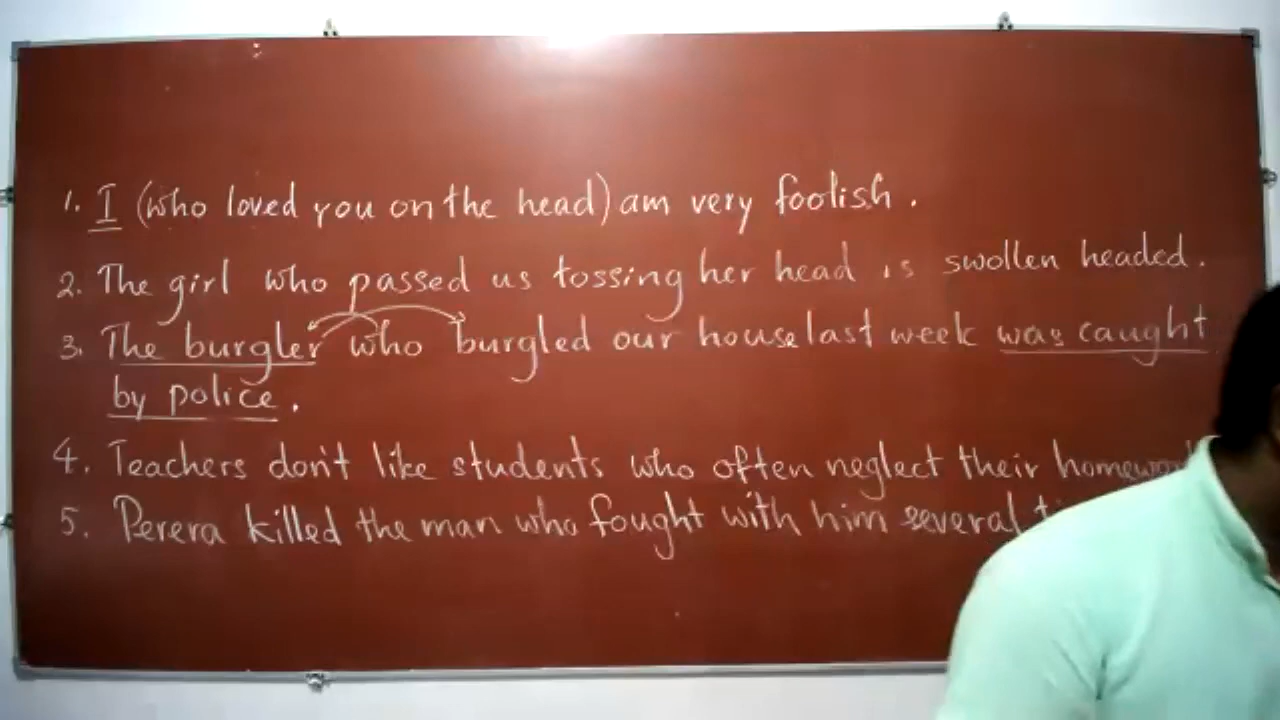 1. I (who loved you on the head) am very foolish.
2. The girl who passed us tossing her head is swollen headed.
3. The burgler who burgled our house last week was caught
by police.
4. Teachers don't like students who often neglect their
5. Perera killed the man who fought with him several